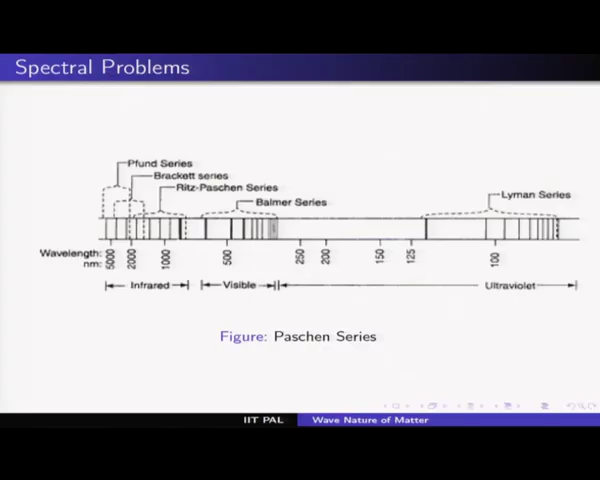 Spectral Problems
Pfund Series
Brackett series
Ritz-Paschen Series
Balmer Series
Lyman Series
Wavelength:
nm:
5000 2000 1000 500 250 200 150 125 100
Infrared Visible Ultraviolet
Figure: Paschen Series
IIT PAL Wave Nature of Matter